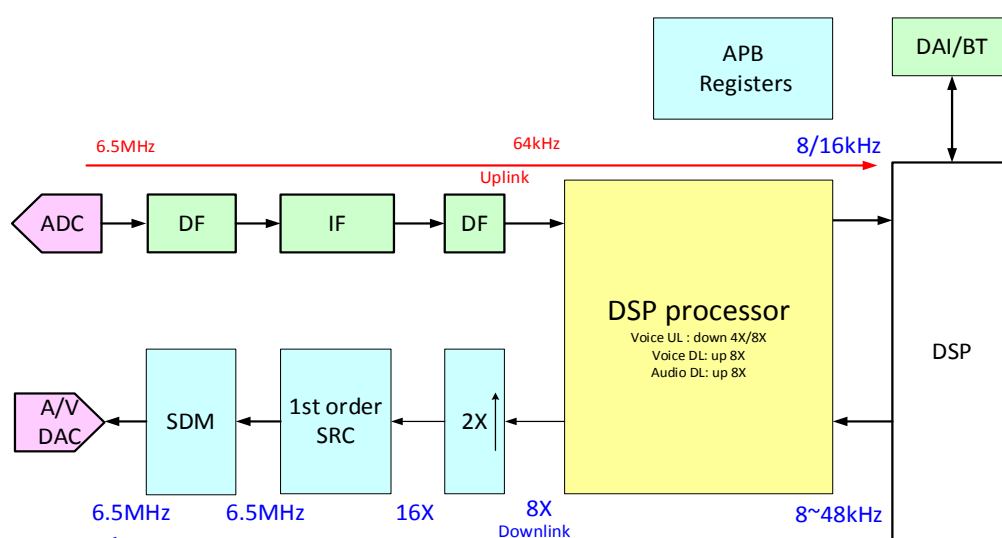 APB
Registers
DAI/BT
6.5MHz
64kHz
8/16kHz
Uplink
ADC
DF
IF
DF
DSP processor
Voice UL : down 4X/8X
Voice DL: up 8X
Audio DL: up 8X
DSP
A/V
DAC
SDM
1st order
SRC
2X
6.5MHz
6.5MHz
16X
8X
Downlink
8~48kHz